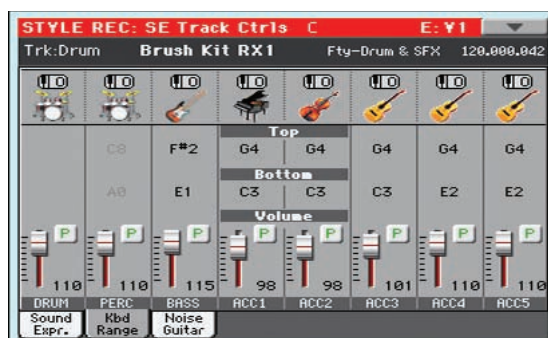 STYLE REC: SE Track Ctrls C E: ¥1
Trk:Drum Brush Kit RX1 Fty-Drum & SFX 120.000.042
Top
C8 F#2 G4 G4 G4 G4 G4
Bottom
A0 E1 C3 C3 C3 E2 E2
Volume
P P P P P P P P
110 110 115 98 98 101 110 110
DRUM PERC BASS ACC1 ACC2 ACC3 ACC4 ACC5
Sound Kbd Noise
Expr. Range Guitar